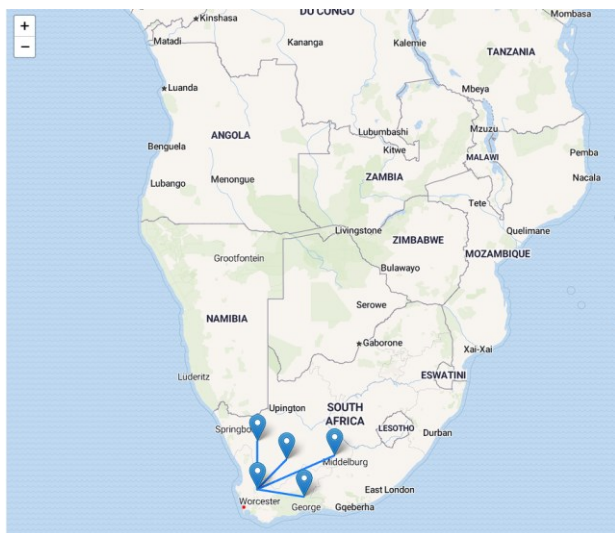 DU CONGO
Mombasa
Kinshasa
Matadi
Kananga
Kalemie
TANZANIA
Luanda
Mbeya
ANGOLA
Lubumbashi
Mzuzu
Kitwe
Benguela
MALAWI
Pemba
Lubango
Menongue
ZAMBIA
Nacala
Tete
Livingstone
Quelimane
ZIMBABWE
MOZAMBIQUE
Grootfontein
Bulawayo
Serowe
NAMIBIA
Gaborone
Xai-Xai
Luderitz
ESWATINI
Upington
SOUTH
AFRICA
Springbo
LESOTHO
Durban
Middelburg
East London
Worcester
George
Gqeberha
+
−